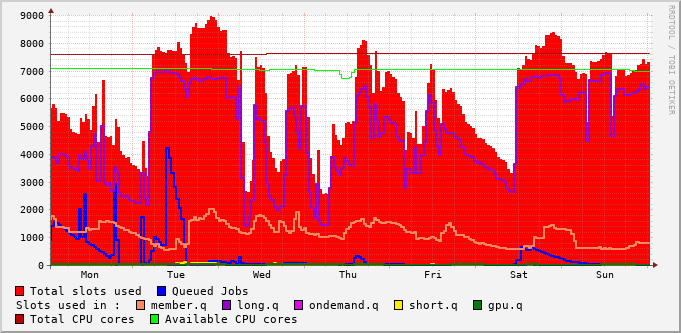 9000
8000
7000
6000
5000
4000
3000
2000
1000
0
Mon Tue Wed Thu Fri Sat Sun
RRDTOOL / TOBI OETIKER
Total slots used Queued Jobs
Slots used in : member.q long.q ondemand.q short.q gpu.q
Total CPU cores Available CPU cores